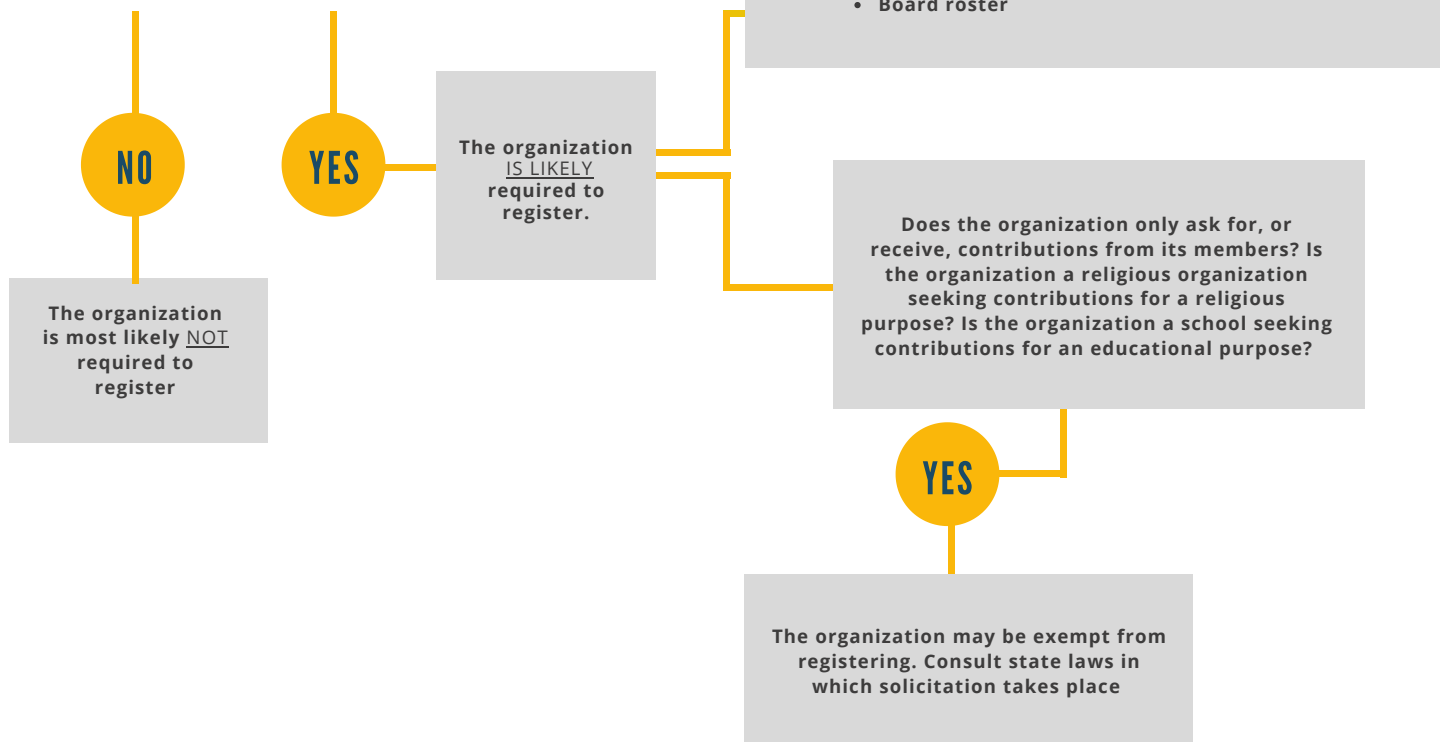 • Board roster
NO
YES
The organization
IS LIKELY
required to
register.
The organization
is most likely NOT
required to
register
Does the organization only ask for, or
receive, contributions from its members? Is
the organization a religious organization
seeking contributions for a religious
purpose? Is the organization a school seeking
contributions for an educational purpose?
YES
The organization may be exempt from
registering. Consult state laws in
which solicitation takes place